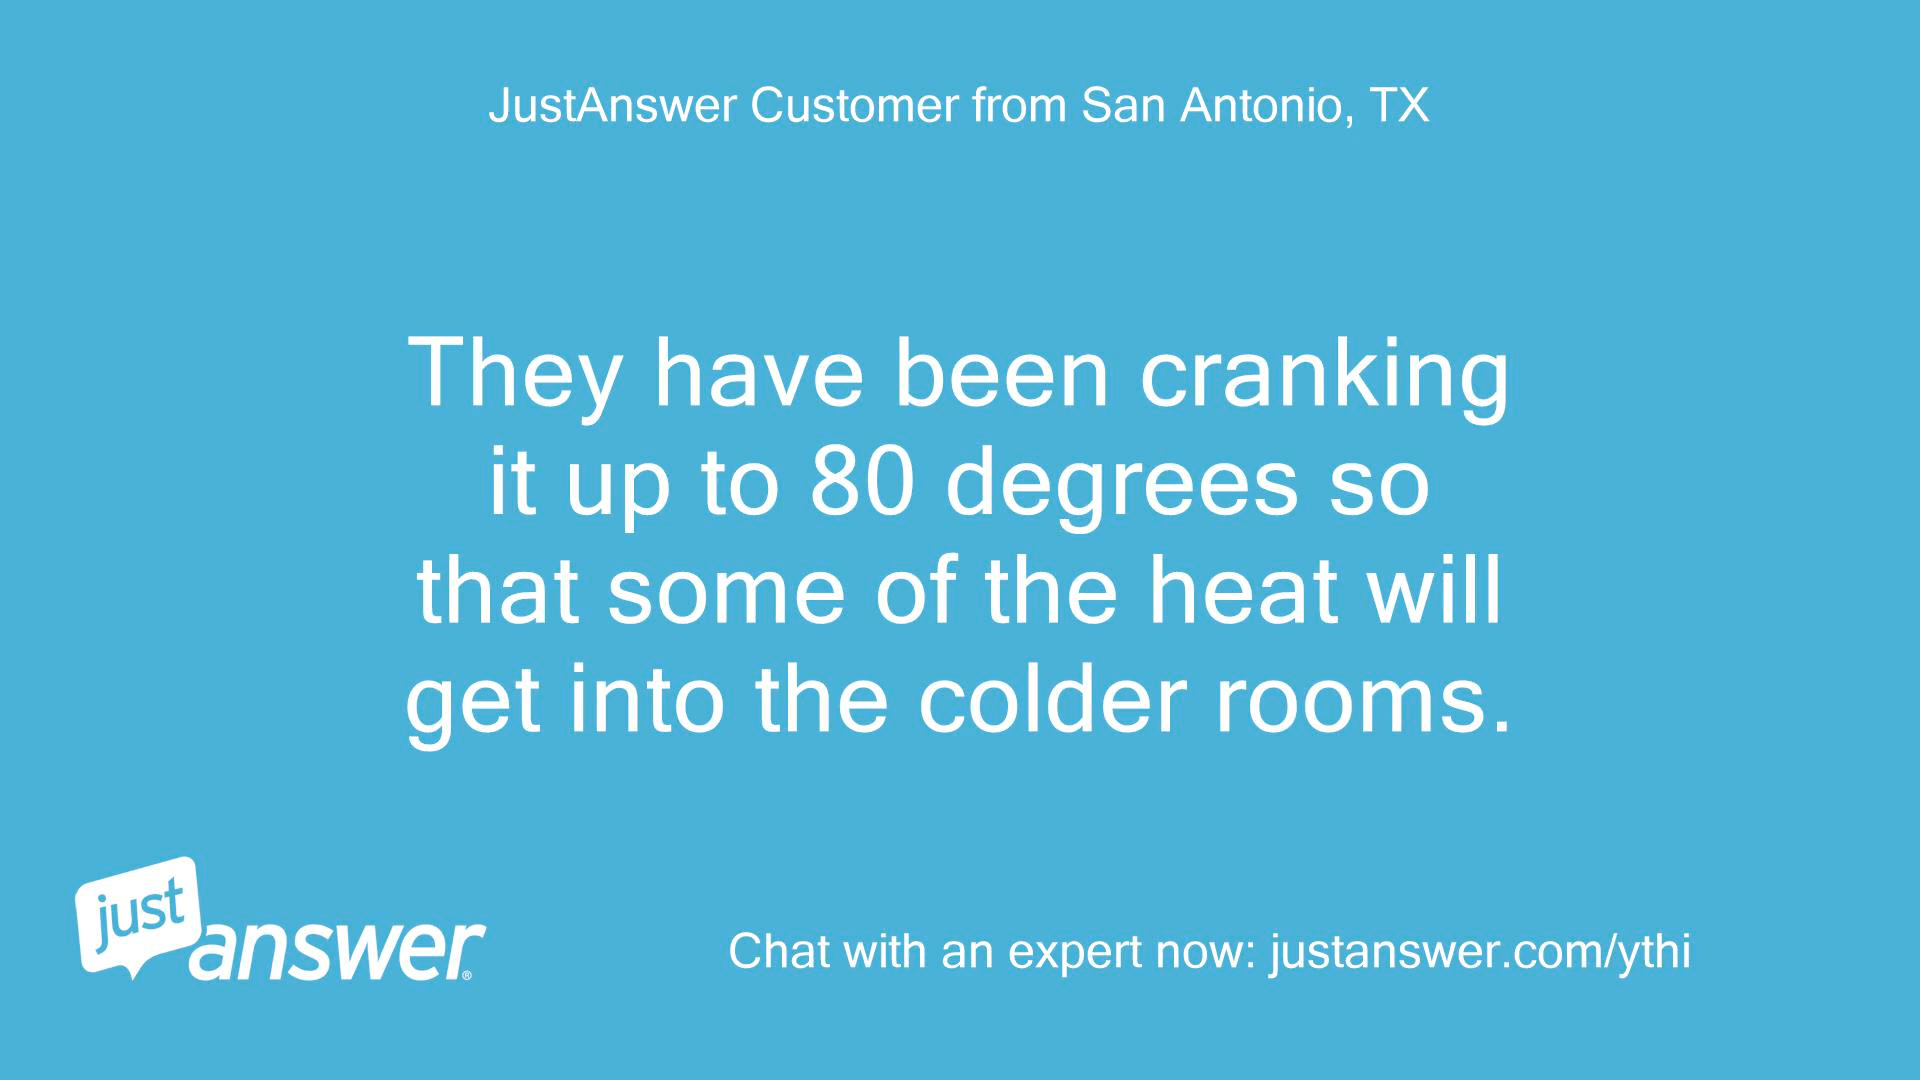 JustAnswer Customer from San Antonio, TX
They have been cranking
it up to 80 degrees so
that some of the heat will
get into the colder rooms.
just
answer®
Chat with an expert now: justanswer.com/ythi